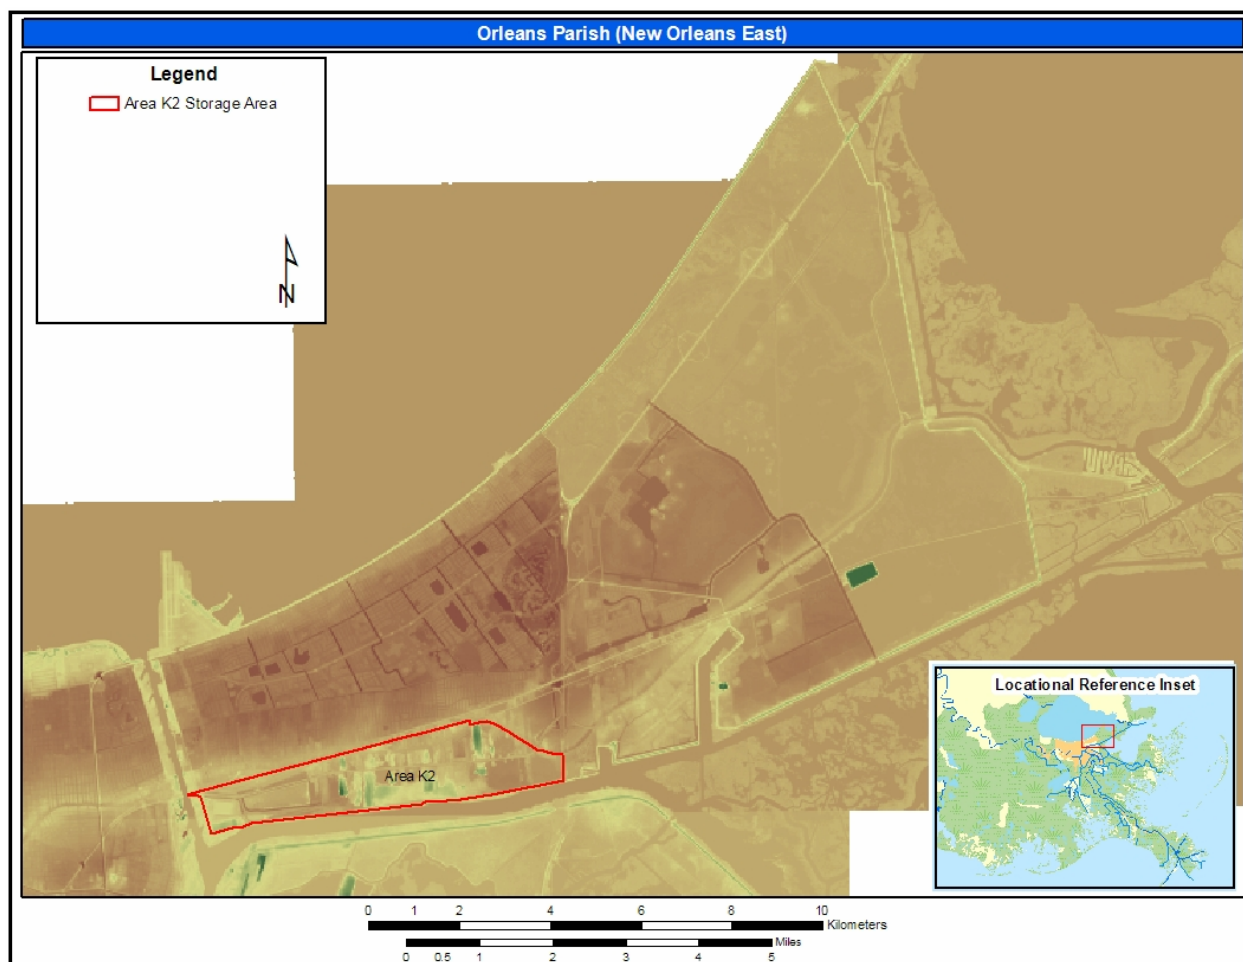 Orleans Parish (New Orleans East)
Legend
Area K2 Storage Area
N
Area K2
Locational Reference Inset
0 1 2 4 6 8 10
Kilometers
Miles
0 0.5 1 2 3 4 5